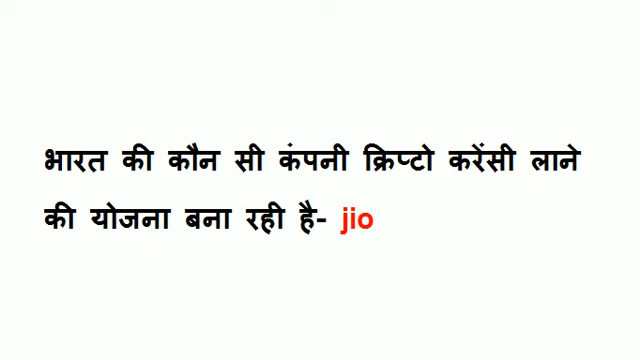 भारत की कौन सी कंपनी क्रिप्टो करेंसी लाने
की योजना बना रही है- jio